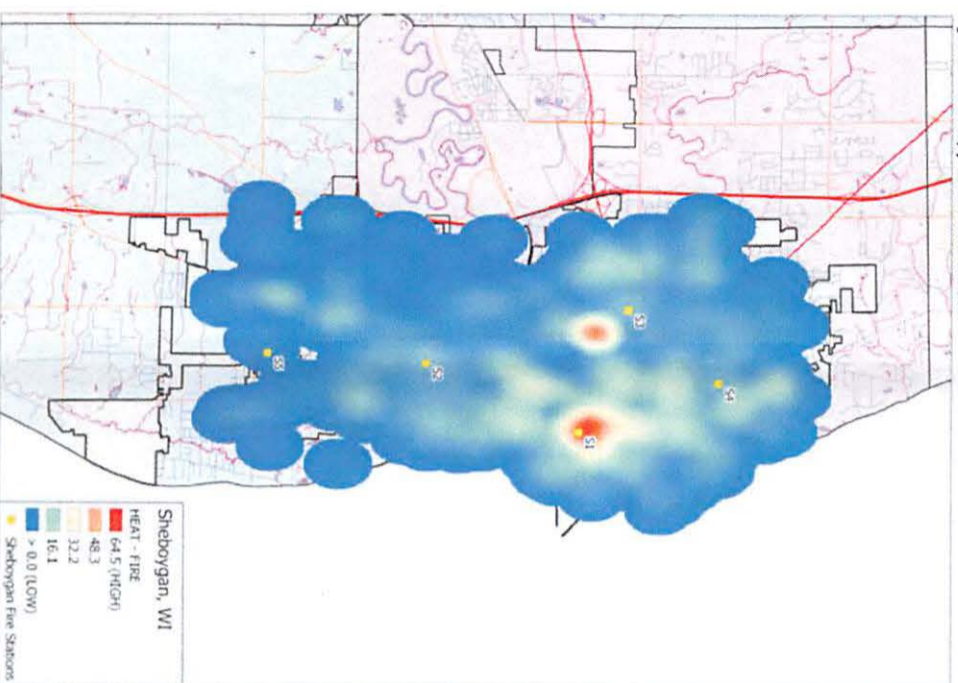 S3
S4
S1
S2
S5
Sheboygan, WI
HEAT - FIRE
64.5 (HIGH)
48.3
32.2
16.1
> 0.0 (LOW)
Sheboygan Fire Stations